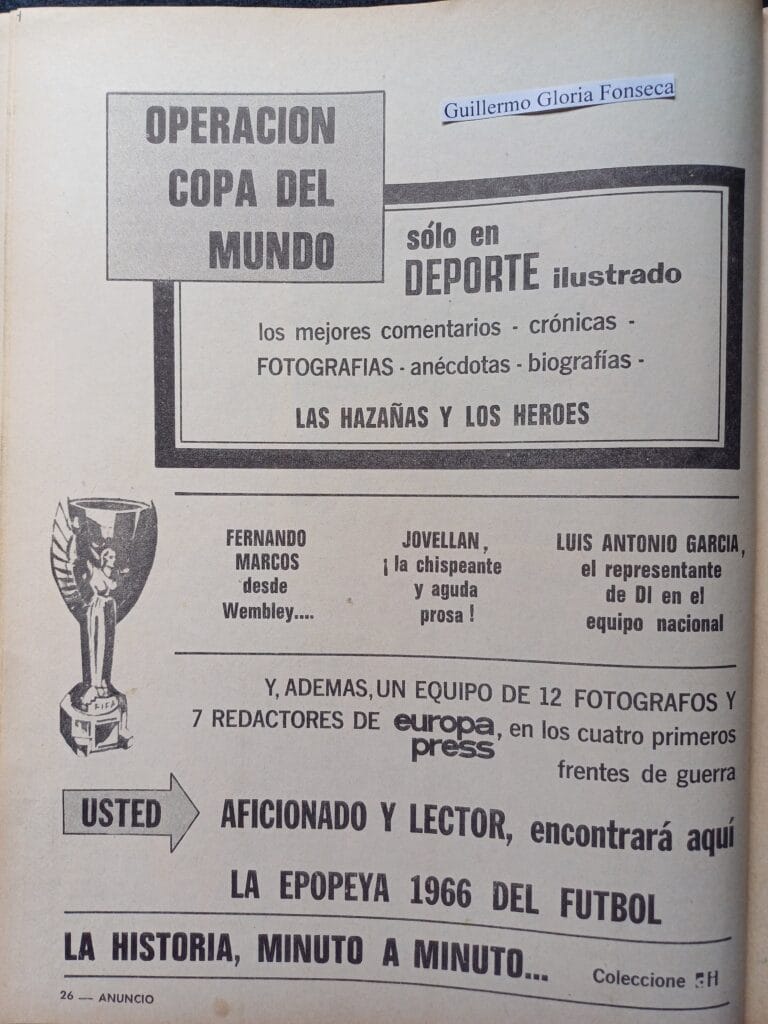 Guillermo Gloria Fonseca
OPERACION
COPA DEL
MUNDO
sólo en
DEPORTE ilustrado
los mejores comentarios - crónicas -
FOTOGRAFIAS - anécdotas - biografías -
LAS HAZAÑAS Y LOS HEROES
FERNANDO
MARCOS
desde
Wembley....
JOVELLAN,
¡la chispeante
y aguda
prosa!
LUIS ANTONIO GARCIA,
el representante
de DI en el
equipo nacional
FIFA
Y, ADEMAS, UN EQUIPO DE 12 FOTOGRAFOS Y
7 REDACTORES DE europa press, en los cuatro primeros
frentes de guerra
USTED
AFICIONADO Y LECTOR, encontrará aquí
LA EPOPEYA 1966 DEL FUTBOL
LA HISTORIA, MINUTO A MINUTO...
Coleccione
26 — ANUNCIO